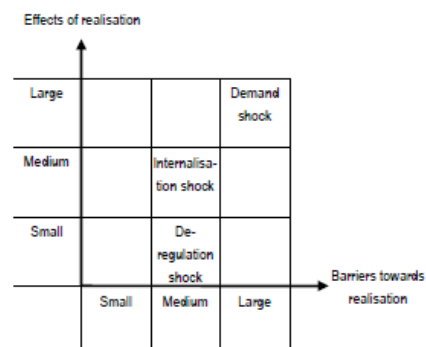 Effects of realisation
Large
Demand
shock
Medium
Internalisa-
tion shock
Small
De-
regulation
shock
Barriers towards
realisation
Small
Medium
Large